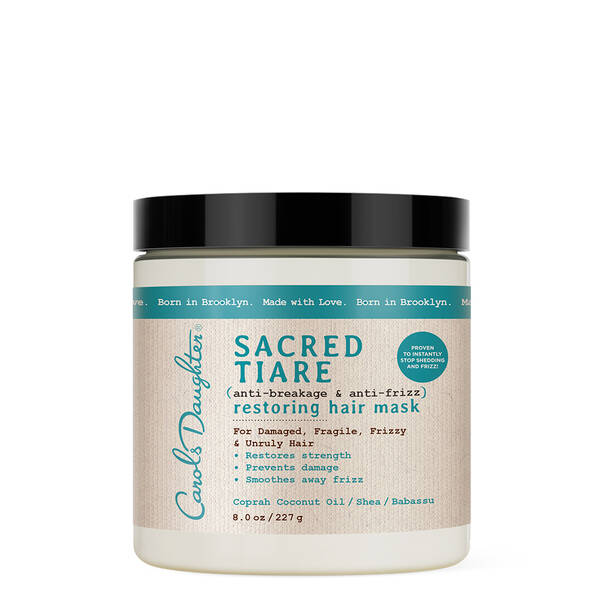 ve. Born in Brooklyn. Made with Love. Born in Brooklyn. Ma
Carol's Daughter®
SACRED
TIARE
(anti-breakage & anti-frizz)
restoring hair mask
For Damaged, Fragile, Frizzy
& Unruly Hair
• Restores strength
• Prevents damage
• Smoothes away frizz
Coprah Coconut Oil / Shea / Babassu
8.0 oz / 227 g
PROVEN
TO INSTANTLY
STOP SHEDDING
AND FRIZZ!